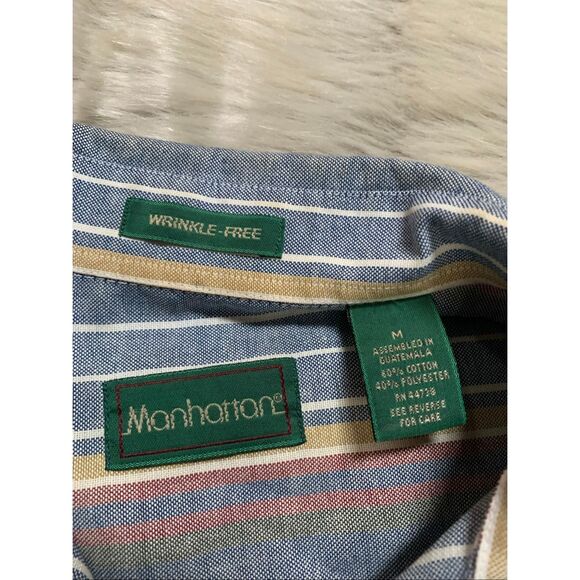 WRINKLE-FREE
Manhattan®
M
ASSEMBLED IN
GUATEMALA
60% COTTON
40% POLYESTER
RN 44738
SEE REVERSE
FOR CARE